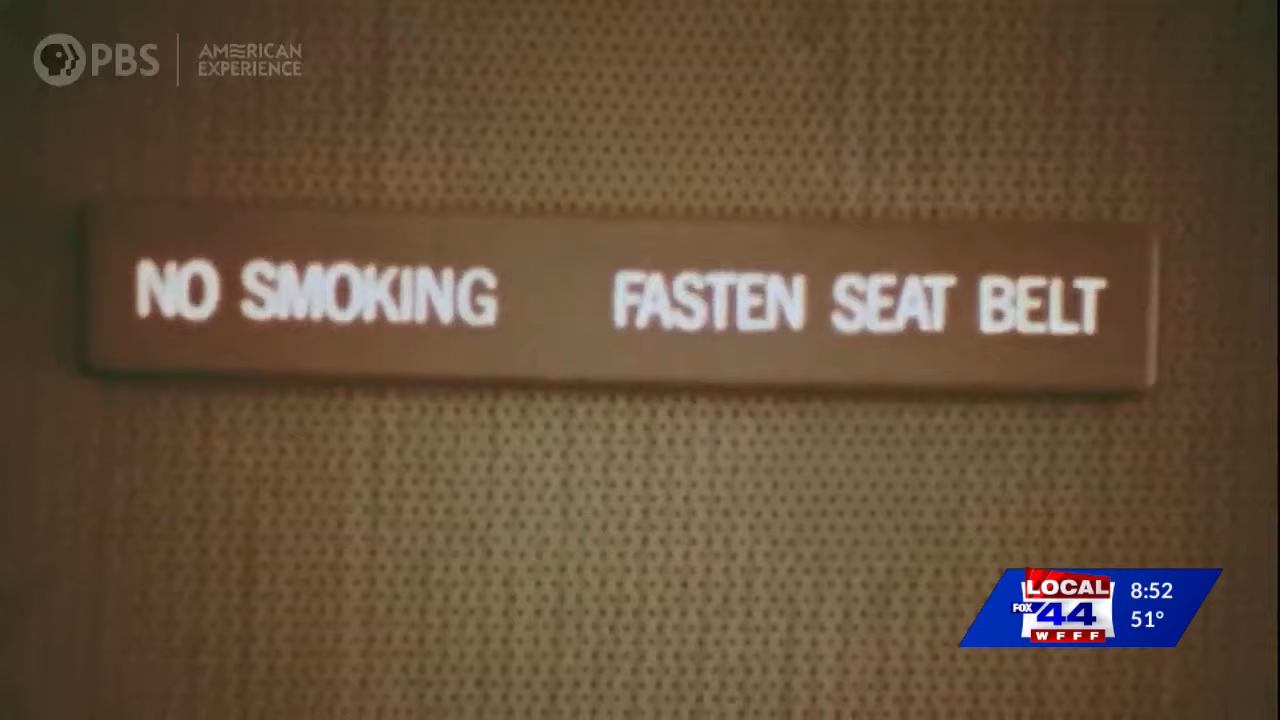 PBS
AMERICAN
EXPERIENCE
NO SMOKING FASTEN SEAT BELT
LOCAL
FOX 44
WFFF
8:52
51°